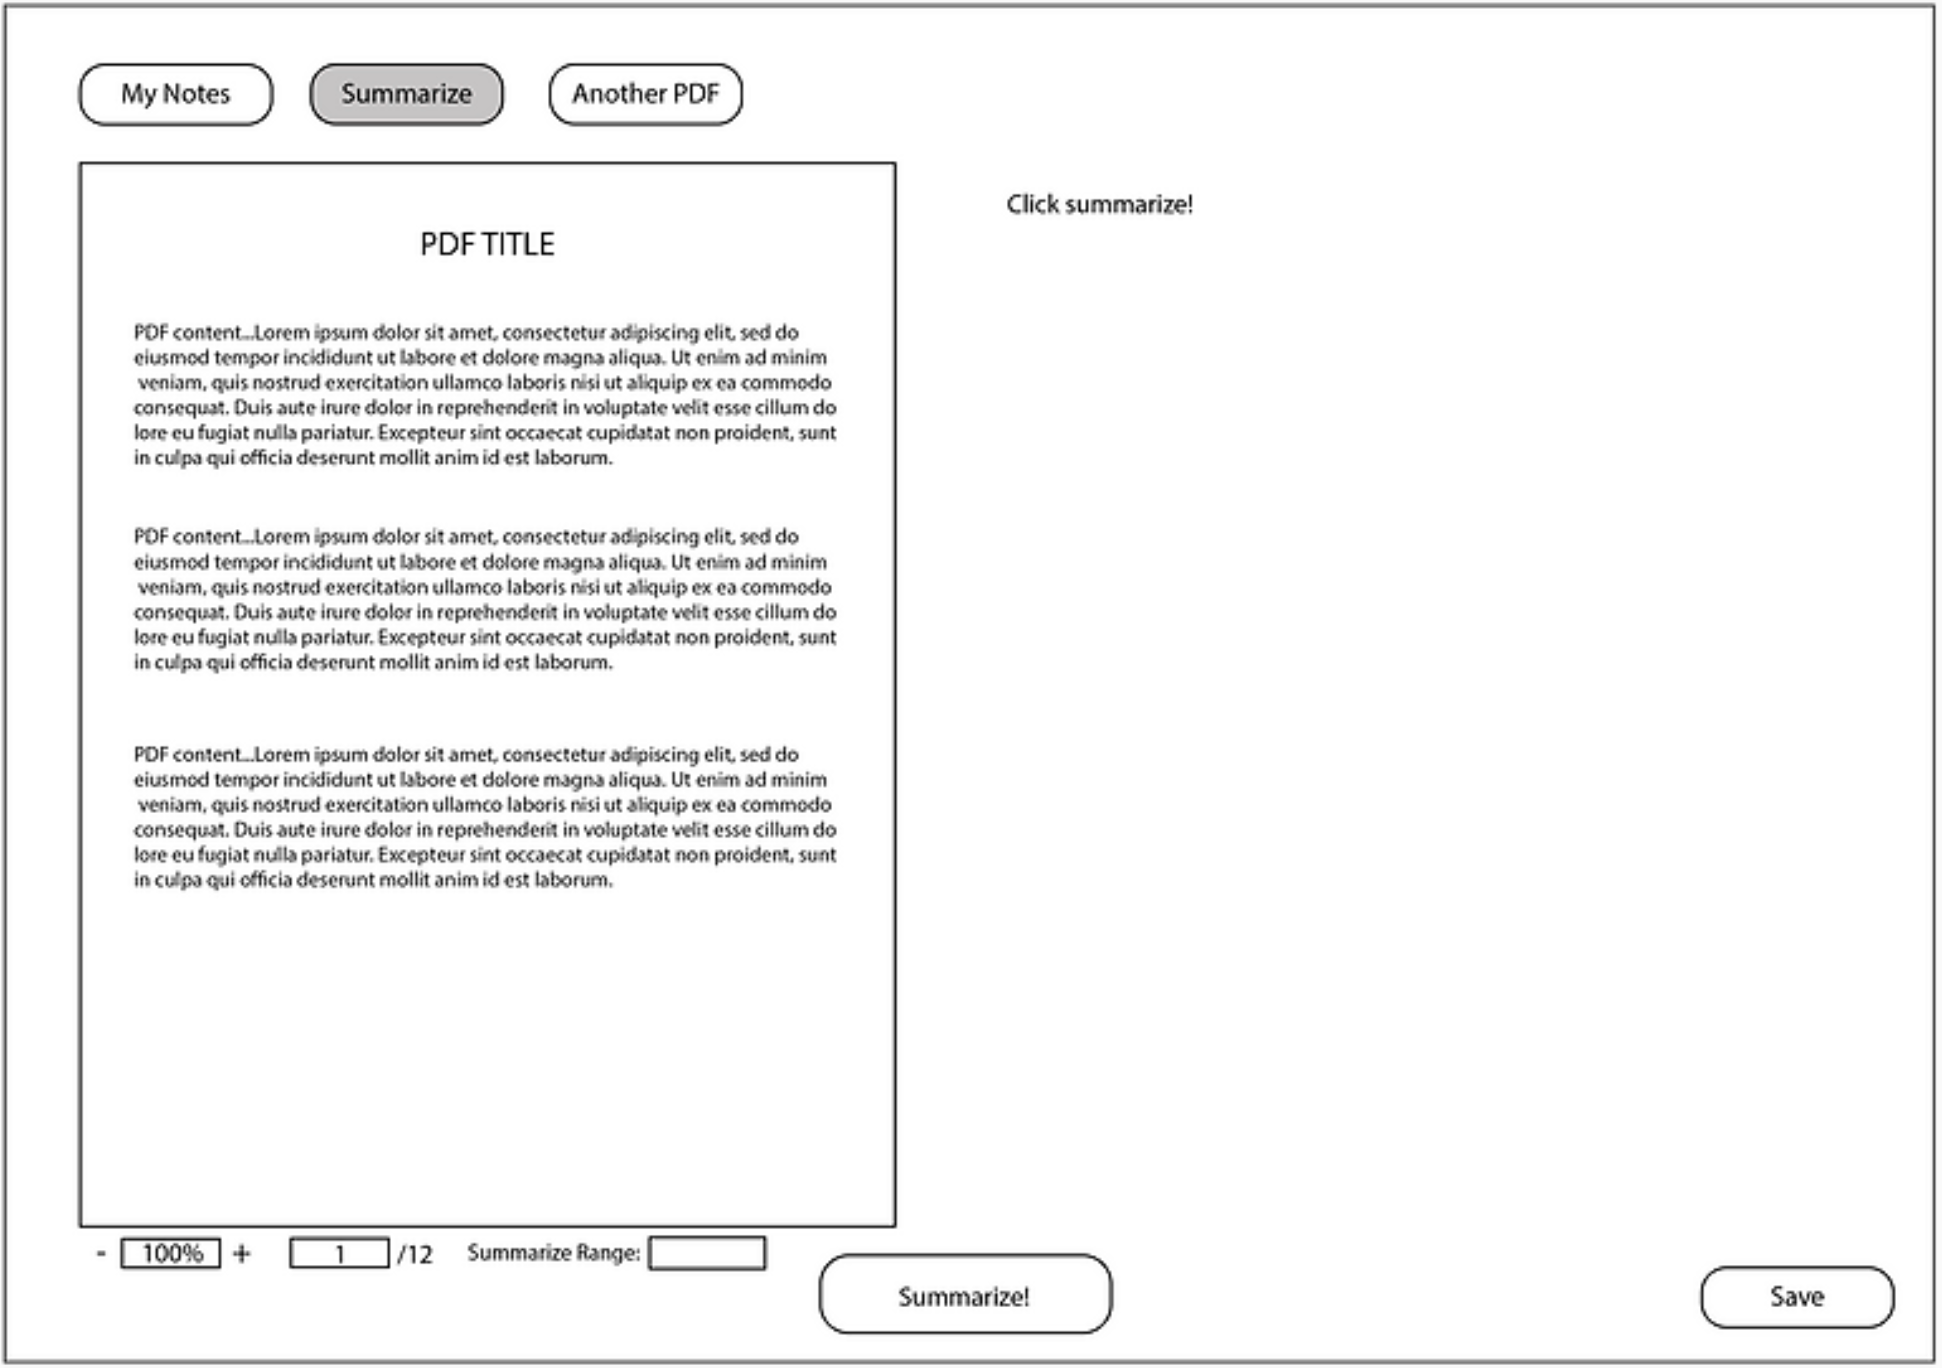 My Notes
Summarize
Another PDF
Click summarize!
PDF TITLE
PDF content...Lorem ipsum dolor sit amet, consectetur adipiscing elit, sed do
eiusmod tempor incididunt ut labore et dolore magna aliqua. Ut enim ad minim
veniam, quis nostrud exercitation ullamco laboris nisi ut aliquip ex ea commodo
consequat. Duis aute irure dolor in reprehenderit in voluptate velit esse cillum do
lore eu fugiat nulla pariatur. Excepteur sint occaecat cupidatat non proident, sunt
in culpa qui officia deserunt mollit anim id est laborum.
PDF content...Lorem ipsum dolor sit amet, consectetur adipiscing elit, sed do
eiusmod tempor incididunt ut labore et dolore magna aliqua. Ut enim ad minim
veniam, quis nostrud exercitation ullamco laboris nisi ut aliquip ex ea commodo
consequat. Duis aute irure dolor in reprehenderit in voluptate velit esse cillum do
lore eu fugiat nulla pariatur. Excepteur sint occaecat cupidatat non proident, sunt
in culpa qui officia deserunt mollit anim id est laborum.
PDF content...Lorem ipsum dolor sit amet, consectetur adipiscing elit, sed do
eiusmod tempor incididunt ut labore et dolore magna aliqua. Ut enim ad minim
veniam, quis nostrud exercitation ullamco laboris nisi ut aliquip ex ea commodo
consequat. Duis aute irure dolor in reprehenderit in voluptate velit esse cillum do
lore eu fugiat nulla pariatur. Excepteur sint occaecat cupidatat non proident, sunt
in culpa qui officia deserunt mollit anim id est laborum.
- 100% + 1 /12 Summarize Range:
Summarize!
Save